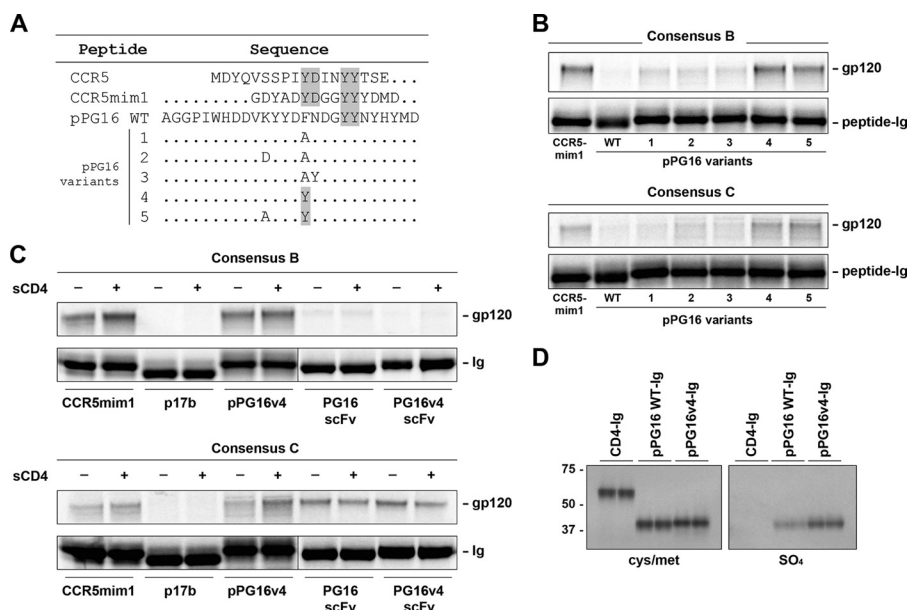 A
Peptide Sequence
CCR5 MDYQVSSPIYDINYYTSE...
CCR5mim1 .......GDYADYDGGYYYDMD..
pPG16 WT AGGPIWHDDVKYYDFNDGYYNYHYMD
1 ..............A...........
2 ..........D...A...........
3 ..............AY..........
4 ..............Y...........
5 ..........A...Y...........
pPG16
variants
B
Consensus B
gp120
peptide-Ig
CCR5-
mim1
WT 1 2 3 4 5
pPG16 variants
Consensus C
gp120
peptide-Ig
CCR5-
mim1
WT 1 2 3 4 5
pPG16 variants
C
Consensus B
sCD4 – + – + – + – + – +
gp120
Ig
CCR5mim1 p17b pPG16v4 PG16 scFv PG16v4 scFv
Consensus C
sCD4 – + – + – + – + – +
gp120
Ig
CCR5mim1 p17b pPG16v4 PG16 scFv PG16v4 scFv
D
CD4-Ig pPG16 WT-Ig pPG16v4-Ig CD4-Ig pPG16 WT-Ig pPG16v4-Ig
75 -
50 -
37 -
cys/met SO₄